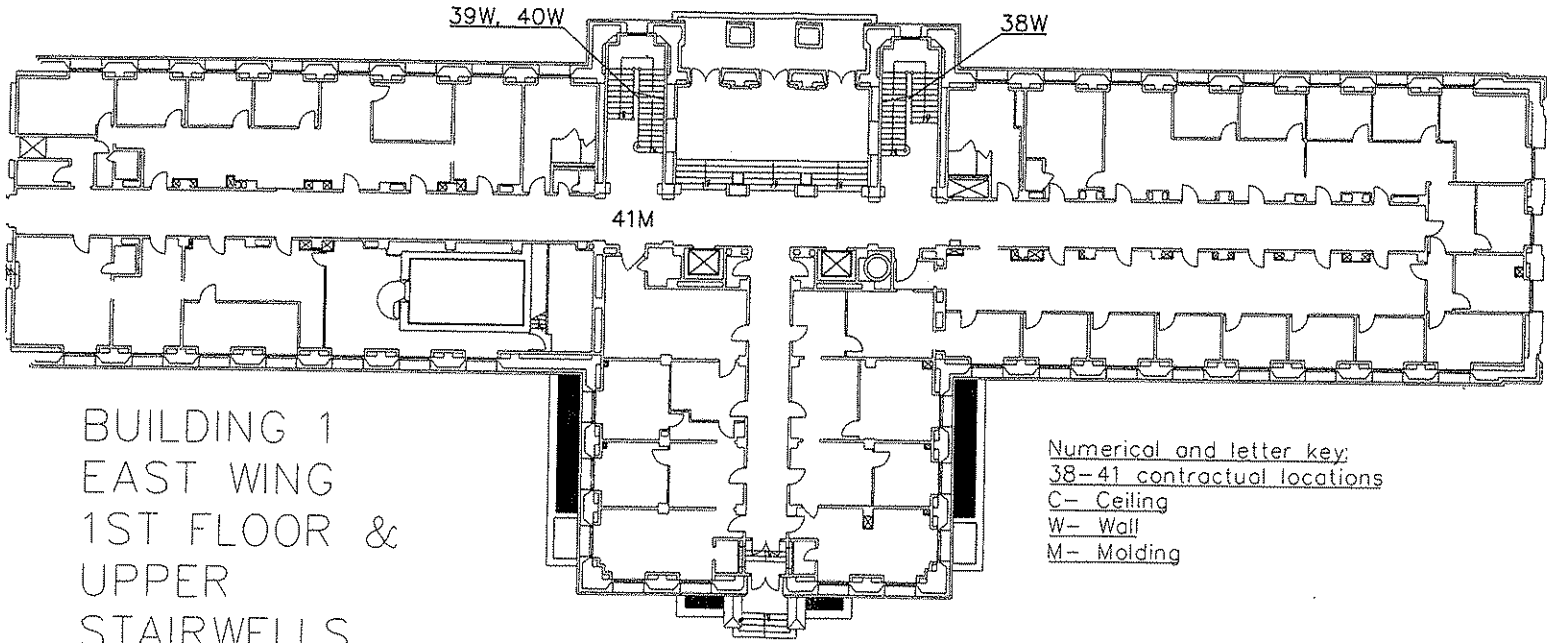 39W, 40W
38W
41M
BUILDING 1
EAST WING
1ST FLOOR &
UPPER
STAIRWELLS
Numerical and letter key:
38-41 contractual locations
C- Ceiling
W- Wall
M- Molding